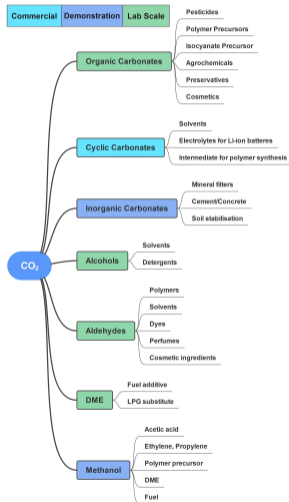 Commercial Demonstration Lab Scale
Pesticides
Polymer Precursors
Isocyanate Precursor
Organic Carbonates
Agrochemicals
Preservatives
Cosmetics
Solvents
Cyclic Carbonates
Electrolytes for Li-ion batteres
Intermediate for polymer synthesis
Mineral filters
Inorganic Carbonates
Cement/Concrete
Soil stabilisation
CO₂
Solvents
Alcohols
Detergents
Polymers
Solvents
Aldehydes
Dyes
Perfumes
Cosmetic ingredients
Fuel additive
DME
LPG substitute
Acetic acid
Ethylene, Propylene
Methanol
Polymer precursor
DME
Fuel